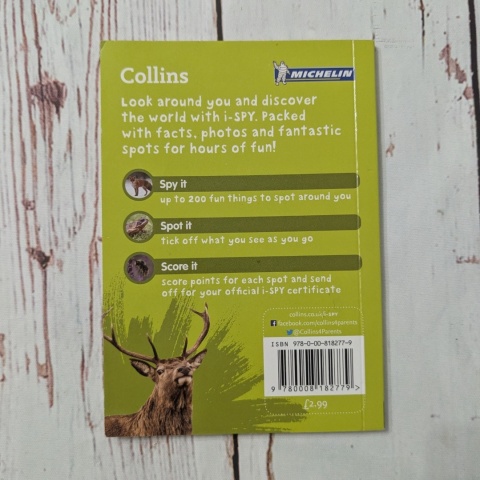 Collins
MICHELIN
Look around you and discover
the world with i-SPY. Packed
with facts, photos and fantastic
spots for hours of fun!
Spy it
up to 200 fun things to spot around you
Spot it
tick off what you see as you go
Score it
score points for each spot and send
off for your official i-SPY certificate
collins.co.uk/i-SPY
facebook.com/collins4parents
@Collins4Parents
ISBN 978-0-00-818277-9
9 780008 182779 >
£2.99